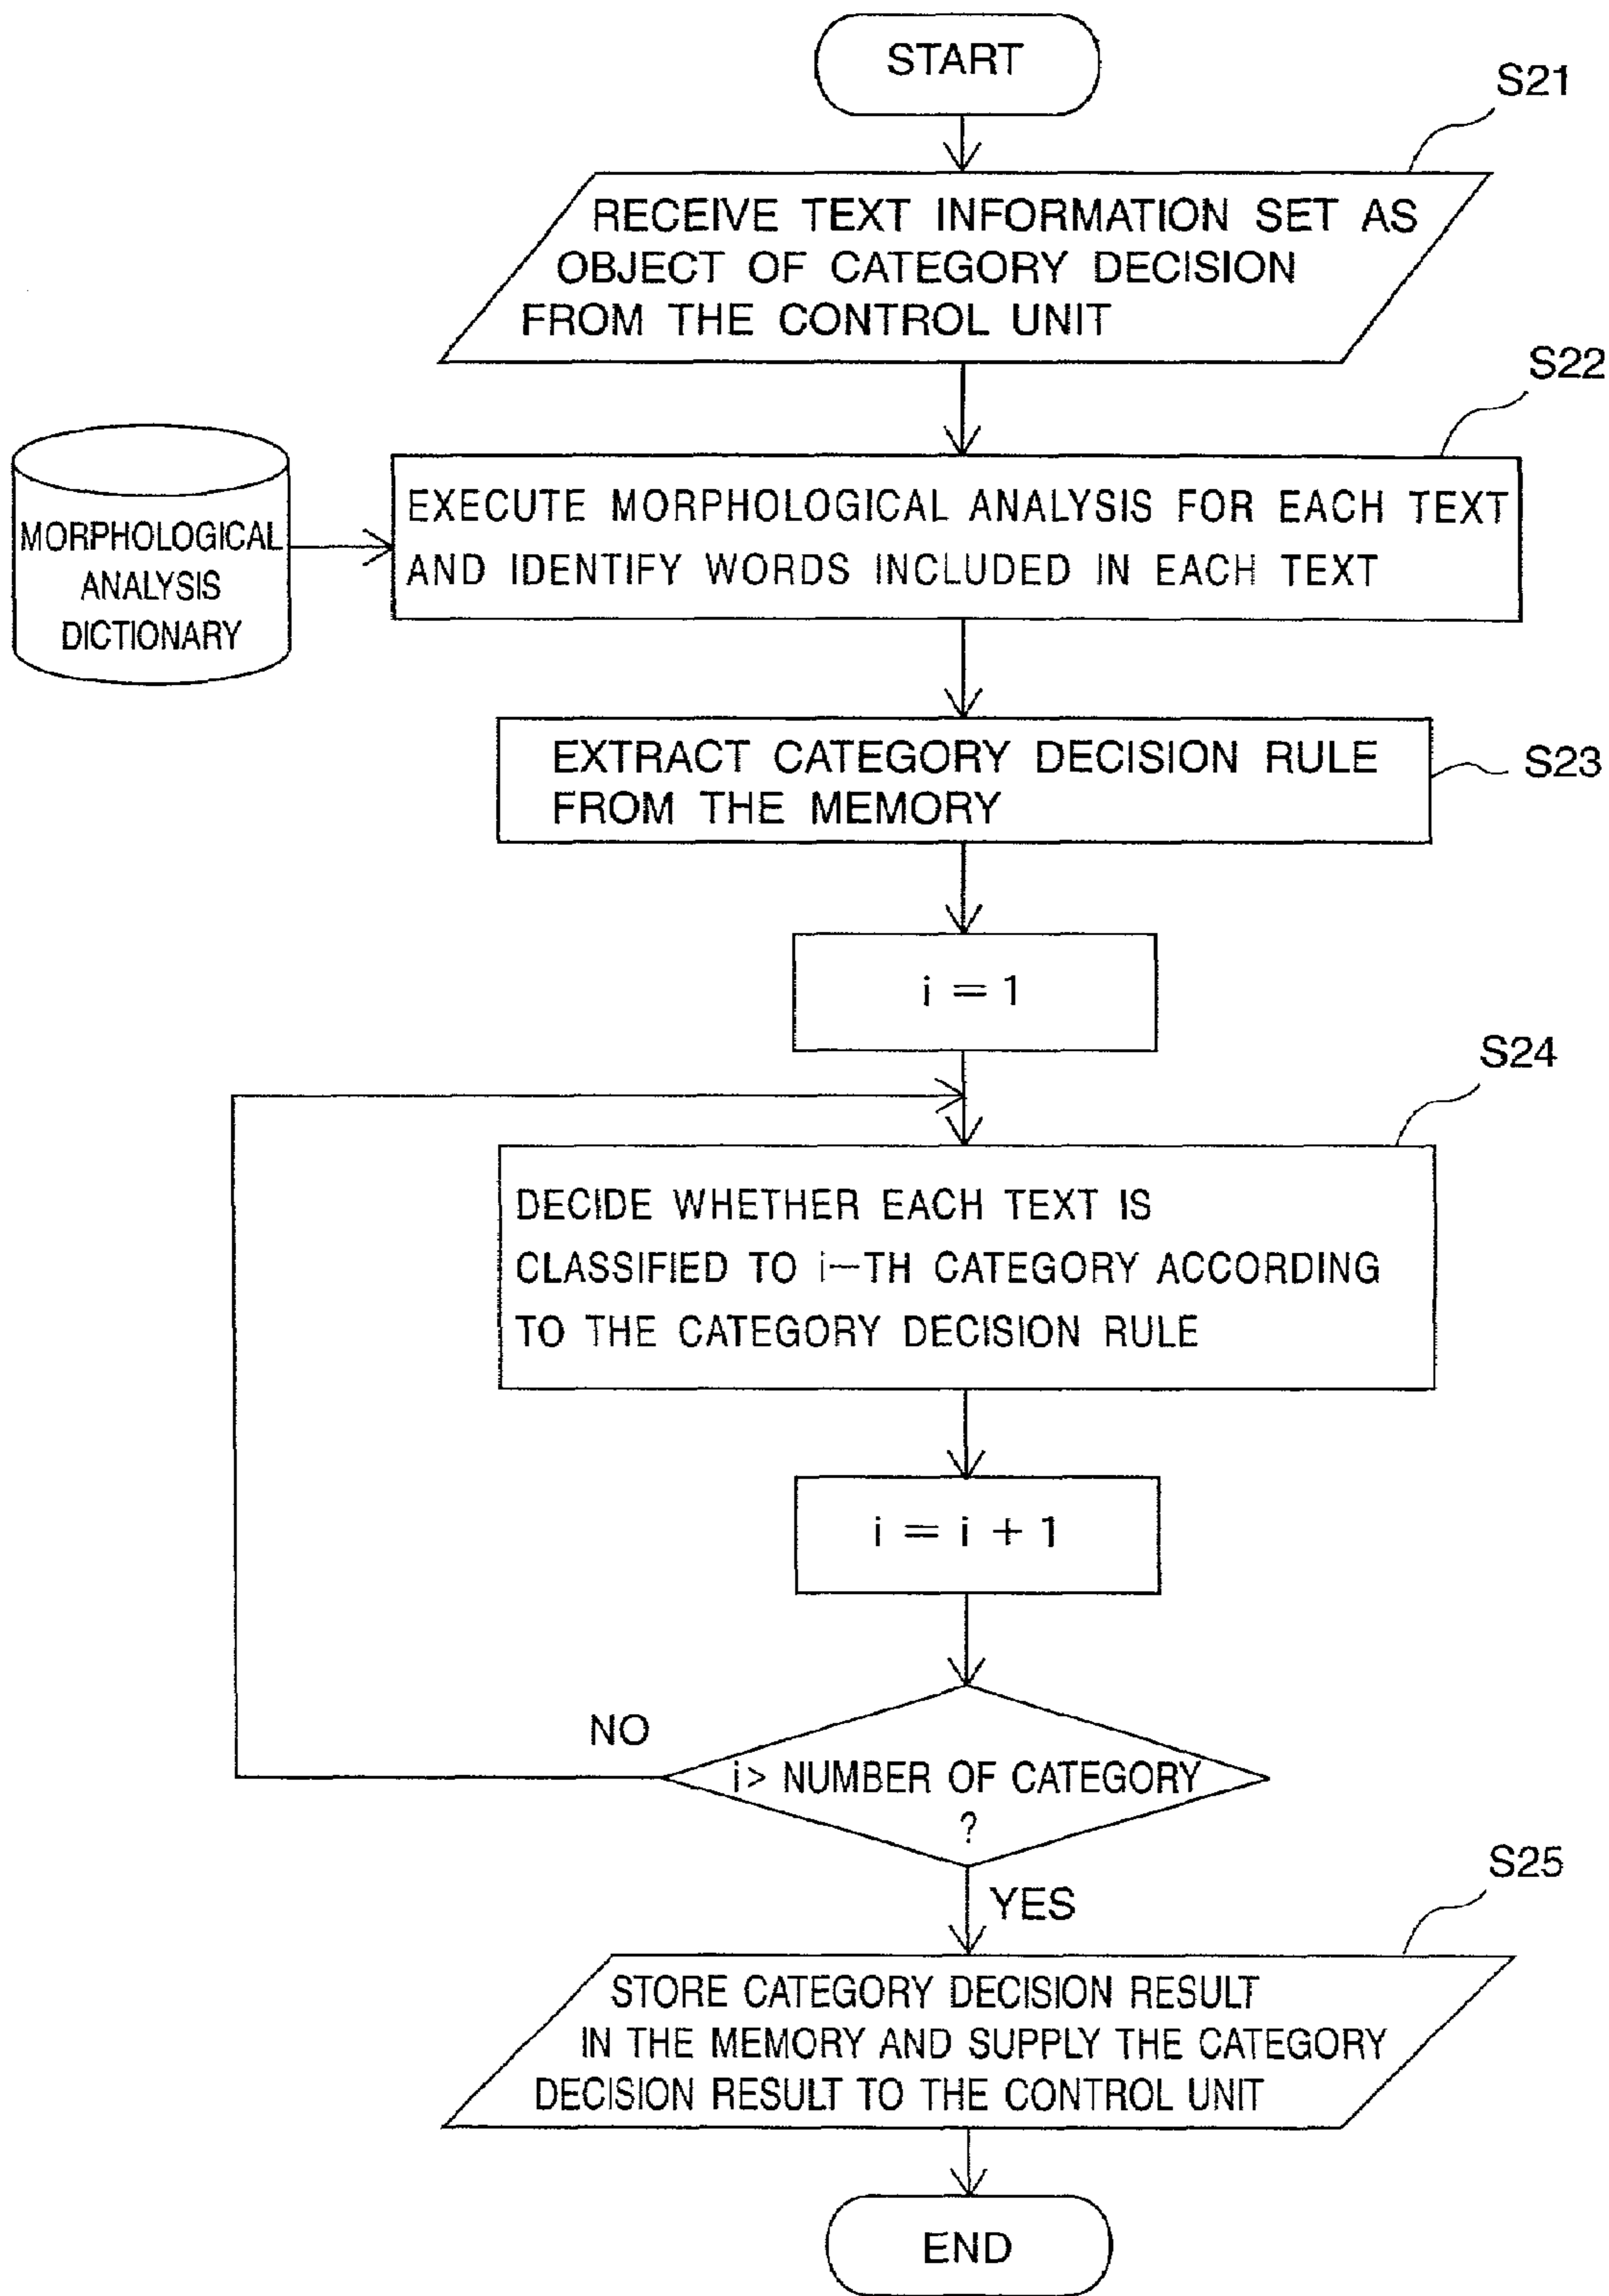 START
S21
RECEIVE TEXT INFORMATION SET AS
OBJECT OF CATEGORY DECISION
FROM THE CONTROL UNIT
S22
MORPHOLOGICAL
ANALYSIS
DICTIONARY
EXECUTE MORPHOLOGICAL ANALYSIS FOR EACH TEXT
AND IDENTIFY WORDS INCLUDED IN EACH TEXT
EXTRACT CATEGORY DECISION RULE
FROM THE MEMORY
S23
i = 1
S24
DECIDE WHETHER EACH TEXT IS
CLASSIFIED TO i-TH CATEGORY ACCORDING
TO THE CATEGORY DECISION RULE
i = i + 1
NO
i> NUMBER OF CATEGORY
?
YES
S25
STORE CATEGORY DECISION RESULT
IN THE MEMORY AND SUPPLY THE CATEGORY
DECISION RESULT TO THE CONTROL UNIT
END